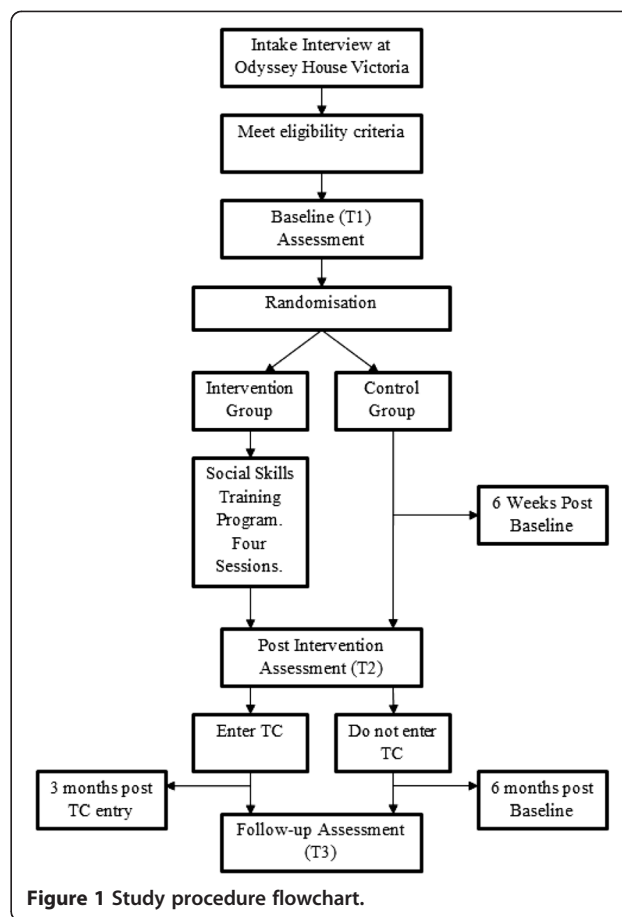 Intake Interview at
Odyssey House Victoria
Meet eligibility criteria
Baseline (T1)
Assessment
Randomisation
Intervention
Group
Control
Group
Social Skills
Training
Program.
Four
Sessions.
6 Weeks Post
Baseline
Post Intervention
Assessment (T2)
Enter TC
Do not enter
TC
3 months post
TC entry
6 months post
Baseline
Follow-up Assessment
(T3)
Figure 1 Study procedure flowchart.